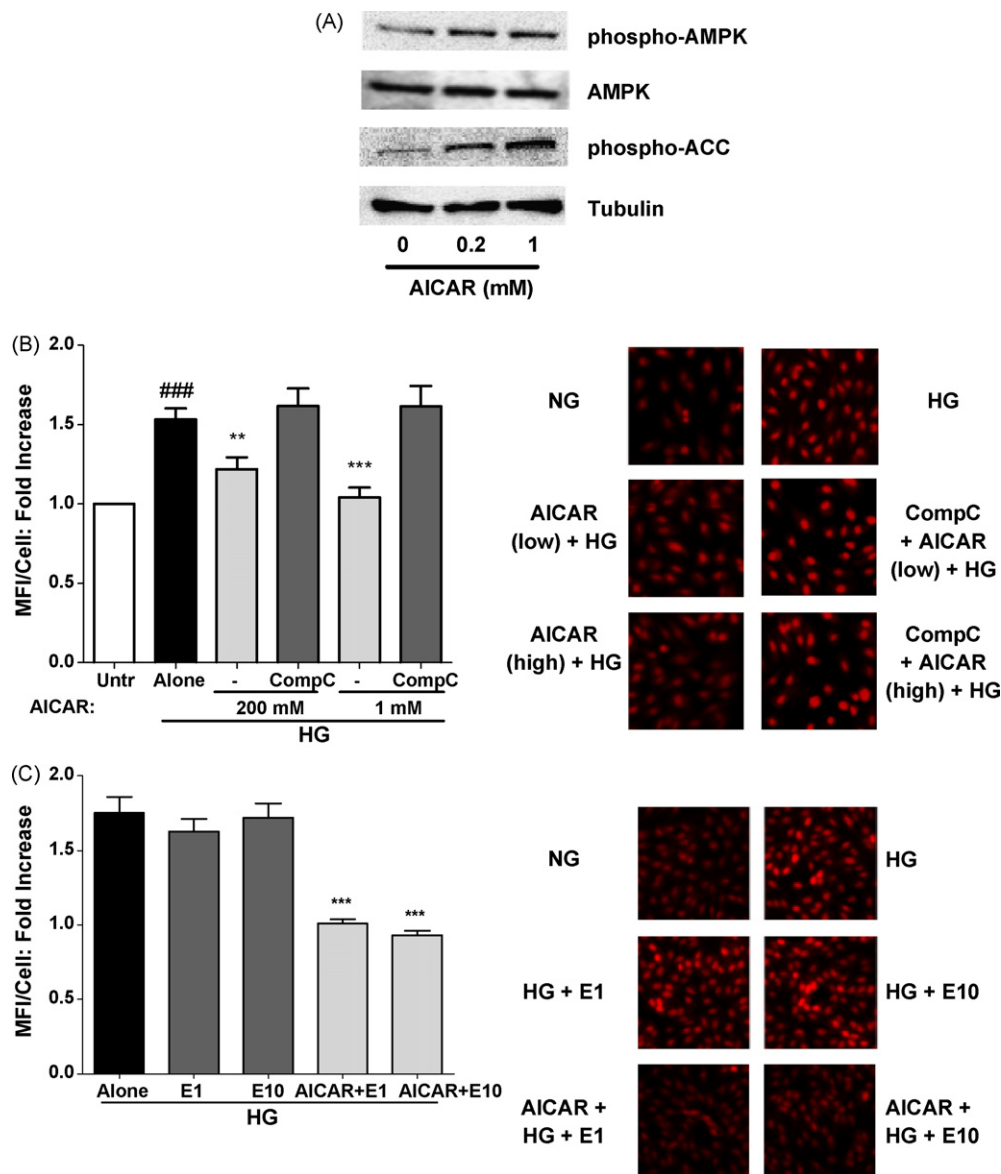 (A)
phospho-AMPK
AMPK
phospho-ACC
Tubulin
0 0.2 1
AICAR (mM)
(B)
MFI/Cell: Fold Increase
2.0
1.5
1.0
0.5
0.0
###
**
***
Untr Alone - CompC - CompC
AICAR: 200 mM 1 mM
HG
NG
HG
AICAR
(low) + HG
CompC
+ AICAR
(low) + HG
AICAR
(high) + HG
CompC
+ AICAR
(high) + HG
(C)
MFI/Cell: Fold Increase
2.0
1.5
1.0
0.5
0.0
***
***
Alone E1 E10 AICAR+E1 AICAR+E10
HG
NG
HG
HG + E1
HG + E10
AICAR +
HG + E1
AICAR +
HG + E10